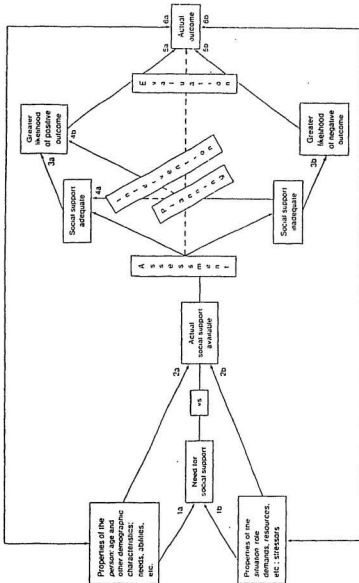 Properties of the
person: age and
other demographic
characteristics;
needs, abilities,
etc.
Properties of the
situation role
demands, resources,
etc ; stressors
1a
1b
Need for
social support
vs
2a
2b
Actual
social support
available
Assessment
Social support
adequate
Social support
inadequate
3a
3b
4a
4b
Planning
Greater
likelihood
of positive
outcome
Greater
likelihood
of negative
outcome
Evaluation
5a
5b
6a
6b
Actual
outcome